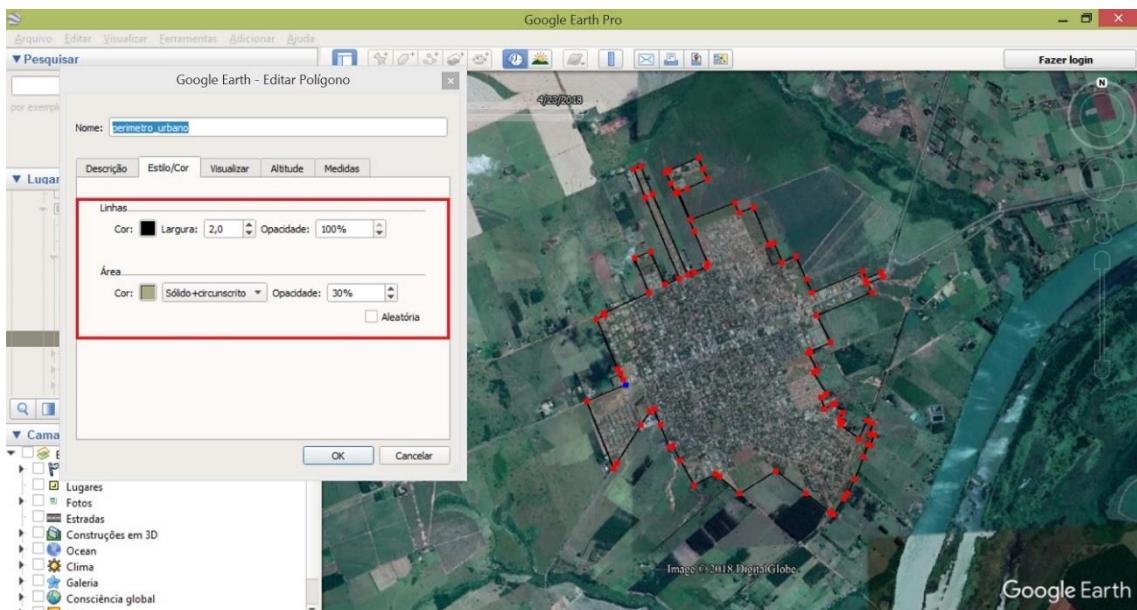 Google Earth Pro
Arquivo Editar Visualizar Ferramentas Adicionar Ajuda
Pesquisar
Fazer login
Google Earth - Editar Polígono
N
por exempl
4/23/2018
Nome: perimetro_urbano
Descrição Estilo/Cor Visualizar Altitude Medidas
Lugar
Linhas
Cor: Largura: 2,0 Opacidade: 100%
Área
Cor: Sólido+circunscrito Opacidade: 30%
Aleatória
Cama
OK Cancelar
Lugares
Fotos
Estradas
Construções em 3D
Ocean
Clima
Galeria
Consciência global
Image © 2018 DigitalGlobe
Google Earth